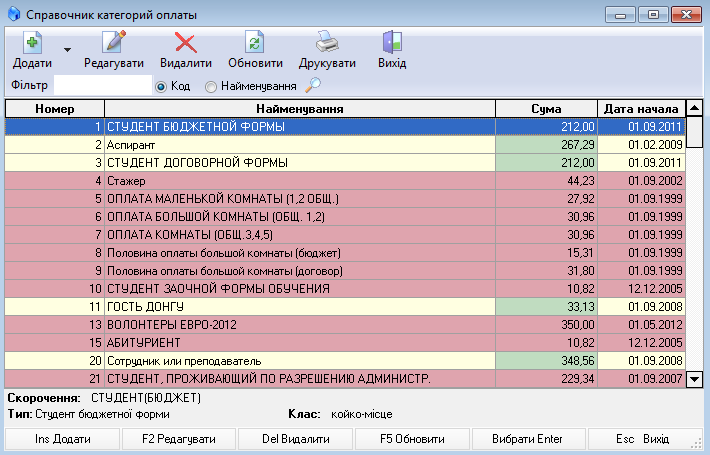 Справочник категорий оплаты
Додати Редагувати Видалити Обновити Друкувати Вихід
Фільтр Код Найменування
Номер Найменування Сума Дата начала
1 СТУДЕНТ БЮДЖЕТНОЙ ФОРМЫ 212,00 01.09.2011
2 Аспирант 267,29 01.02.2009
3 СТУДЕНТ ДОГОВОРНОЙ ФОРМЫ 212,00 01.09.2011
4 Стажер 44,23 01.09.2002
5 ОПЛАТА МАЛЕНЬКОЙ КОМНАТЫ (1,2 ОБЩ.) 27,92 01.09.1999
6 ОПЛАТА БОЛЬШОЙ КОМНАТЫ (ОБЩ. 1,2) 30,96 01.09.1999
7 ОПЛАТА КОМНАТЫ (ОБЩ.3,4,5) 30,96 01.09.1999
8 Половина оплаты большой комнаты (бюджет) 15,31 01.09.1999
9 Половина оплаты большой комнаты (договор) 31,80 01.09.1999
10 СТУДЕНТ ЗАОЧНОЙ ФОРМЫ ОБУЧЕНИЯ 10,82 12.12.2005
11 ГОСТЬ ДОНГУ 33,13 01.09.2008
13 ВОЛОНТЕРЫ ЕВРО-2012 350,00 01.05.2012
15 АБИТУРИЕНТ 10,82 12.12.2005
20 Сотрудник или преподаватель 348,56 01.09.2008
21 СТУДЕНТ, ПРОЖИВАЮЩИЙ ПО РАЗРЕШЕНИЮ АДМИНИСТР. 229,34 01.09.2007
Скорочення: СТУДЕНТ(БЮДЖЕТ)
Тип: Студент бюджетної форми Клас: койко-місце
Ins Додати F2 Редагувати Del Видалити F5 Обновити Вибрати Enter Esc Вихід